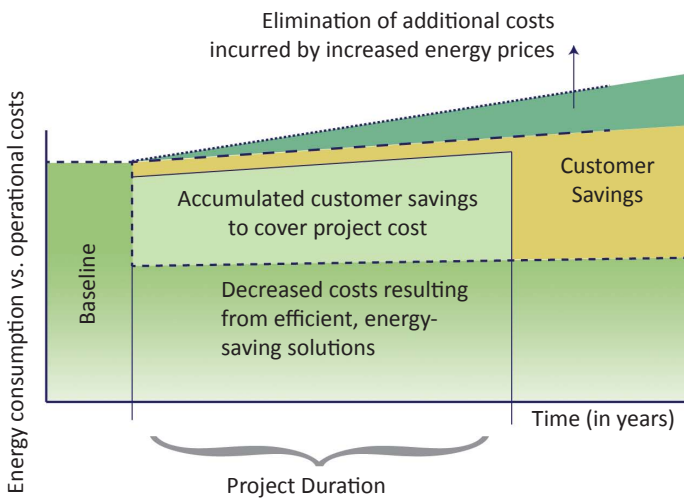 Elimination of additional costs
incurred by increased energy prices
Energy consumption vs. operational costs
Baseline
Accumulated customer savings
to cover project cost
Customer
Savings
Decreased costs resulting
from efficient, energy-
saving solutions
Time (in years)
Project Duration